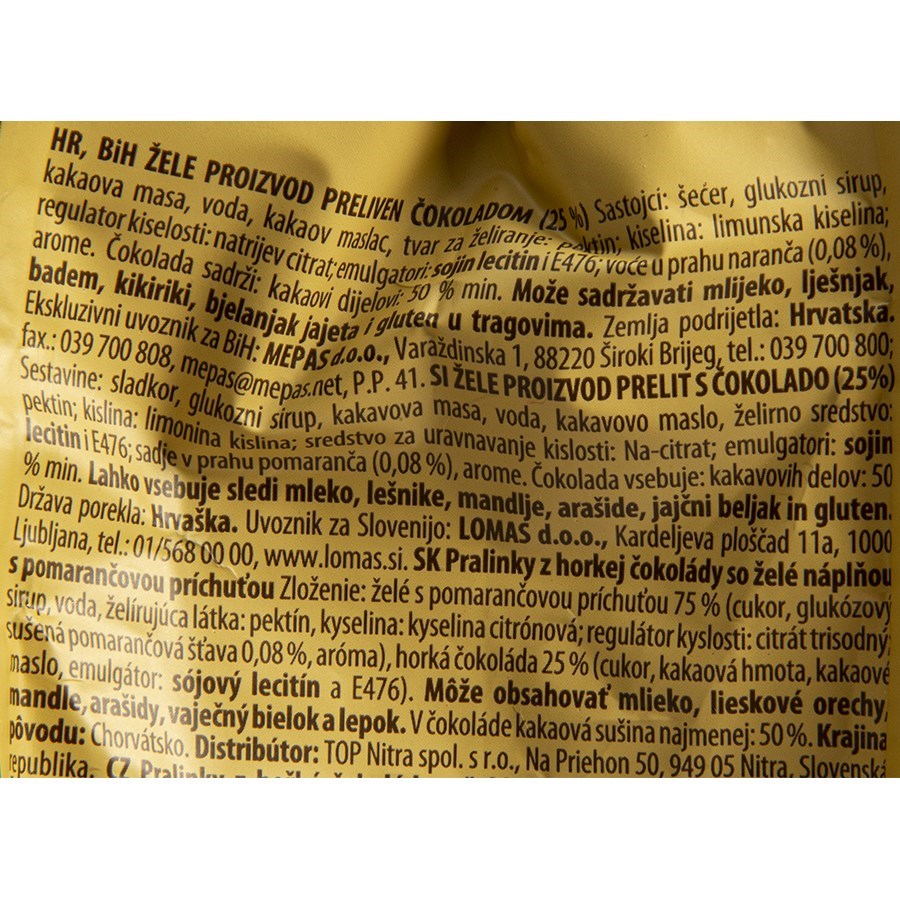 HR, BiH ŽELE PROIZVOD PRELIVEN ČOKOLADOM (25%) Sastojci: šećer, glukozni sirup,
kakaova masa, voda, kakaov maslac, tvar za želiranje: pektin; kiselina: limunska kiselina;
regulator kiselosti: natrijev citrat; emulgatori: sojin lecitin i E476; voće u prahu naranča (0,08%),
arome. Čokolada sadrži: kakaovi dijelovi: 50 % min. Može sadržavati mlijeko, lješnjak,
badem, kikiriki, bjelanjak jajeta i gluten u tragovima. Zemlja podrijetla: Hrvatska.
Ekskluzivni uvoznik za BiH: MEPAS d.o.o., Varaždinska 1, 88220 Široki Brijeg, tel.: 039 700 800;
fax.: 039 700 808, mepas@mepas.net, P.P. 41. SI ŽELE PROIZVOD PRELIT S ČOKOLADO (25%)
Sestavine: sladkor, glukozni sirup, kakavova masa, voda, kakavovo maslo, želirno sredstvo:
pektin; kislina: limonina kislina; sredstvo za uravnavanje kislosti: Na-citrat; emulgatori: sojin
lecitin i E476; sadje v prahu pomaranča (0,08 %), arome. Čokolada vsebuje: kakavovih delov: 50
% min. Lahko vsebuje sledi mleko, lešnike, mandlje, arašide, jajčni beljak in gluten.
Država porekla: Hrvaška. Uvoznik za Slovenijo: LOMAS d.o.o., Kardeljeva ploščad 11a, 1000
Ljubljana, tel.: 01/568 00 00, www.lomas.si. SK Pralinky z horkej čokolády so želé náplňou
s pomarančovou príchuťou Zloženie: želé s pomarančovou príchuťou 75 % (cukor, glukózový
sirup, voda, želírujúca látka: pektín, kyselina: kyselina citrónová; regulátor kyslosti: citrát trisodný,
sušená pomarančová šťava 0,08 %, aróma), horká čokoláda 25 % (cukor, kakaová hmota, kakaové
maslo, emulgátor: sójový lecitín a E476). Môže obsahovať mlieko, lieskové orechy,
mandle, arašidy, vaječný bielok a lepok. V čokoláde kakaová sušina najmenej: 50 %. Krajina
pôvodu: Chorvátsko. Distribútor: TOP Nitra spol. s r.o., Na Priehon 50, 949 05 Nitra, Slovenská
republika. CZ Pralinky z